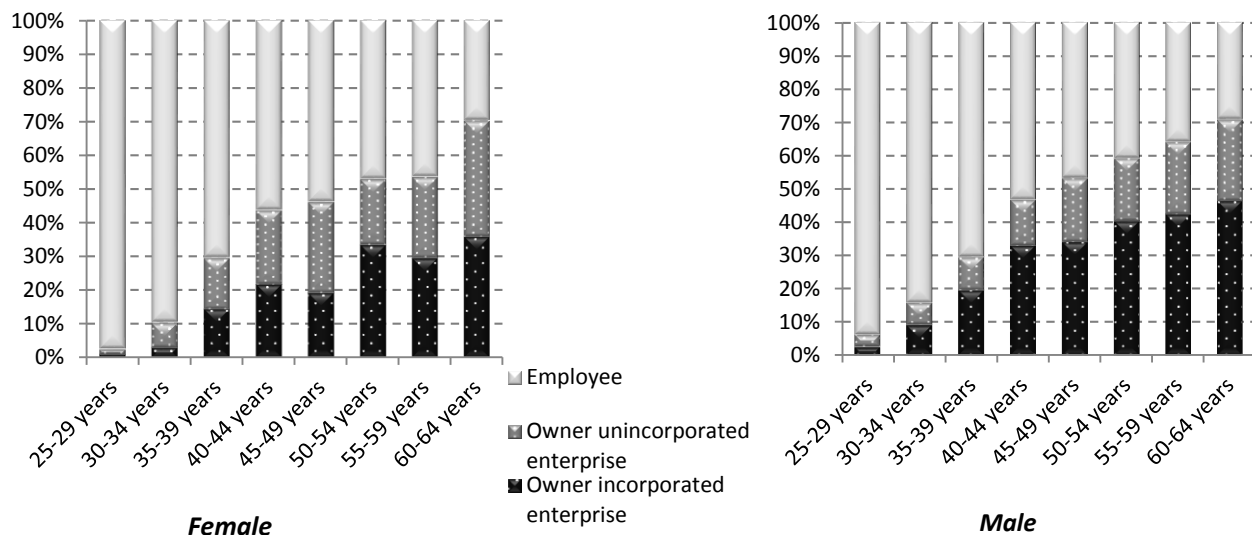 100%
90%
80%
70%
60%
50%
40%
30%
20%
10%
0%
25-29 years
30-34 years
35-39 years
40-44 years
45-49 years
50-54 years
55-59 years
60-64 years
Female
Employee
Owner unincorporated
enterprise
Owner incorporated
enterprise
100%
90%
80%
70%
60%
50%
40%
30%
20%
10%
0%
25-29 years
30-34 years
35-39 years
40-44 years
45-49 years
50-54 years
55-59 years
60-64 years
Male